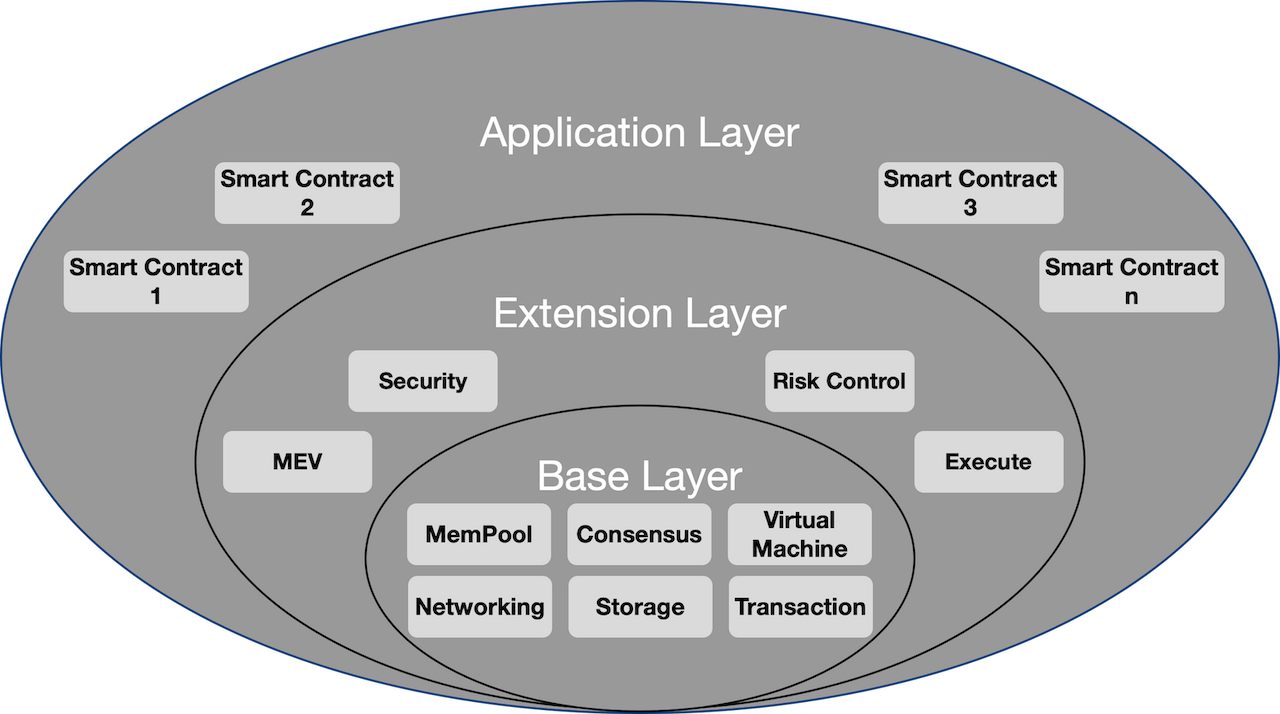 Application Layer
Smart Contract
2
Smart Contract
3
Smart Contract
1
Smart Contract
n
Extension Layer
Security
Risk Control
MEV
Execute
Base Layer
MemPool
Consensus
Virtual
Machine
Networking
Storage
Transaction